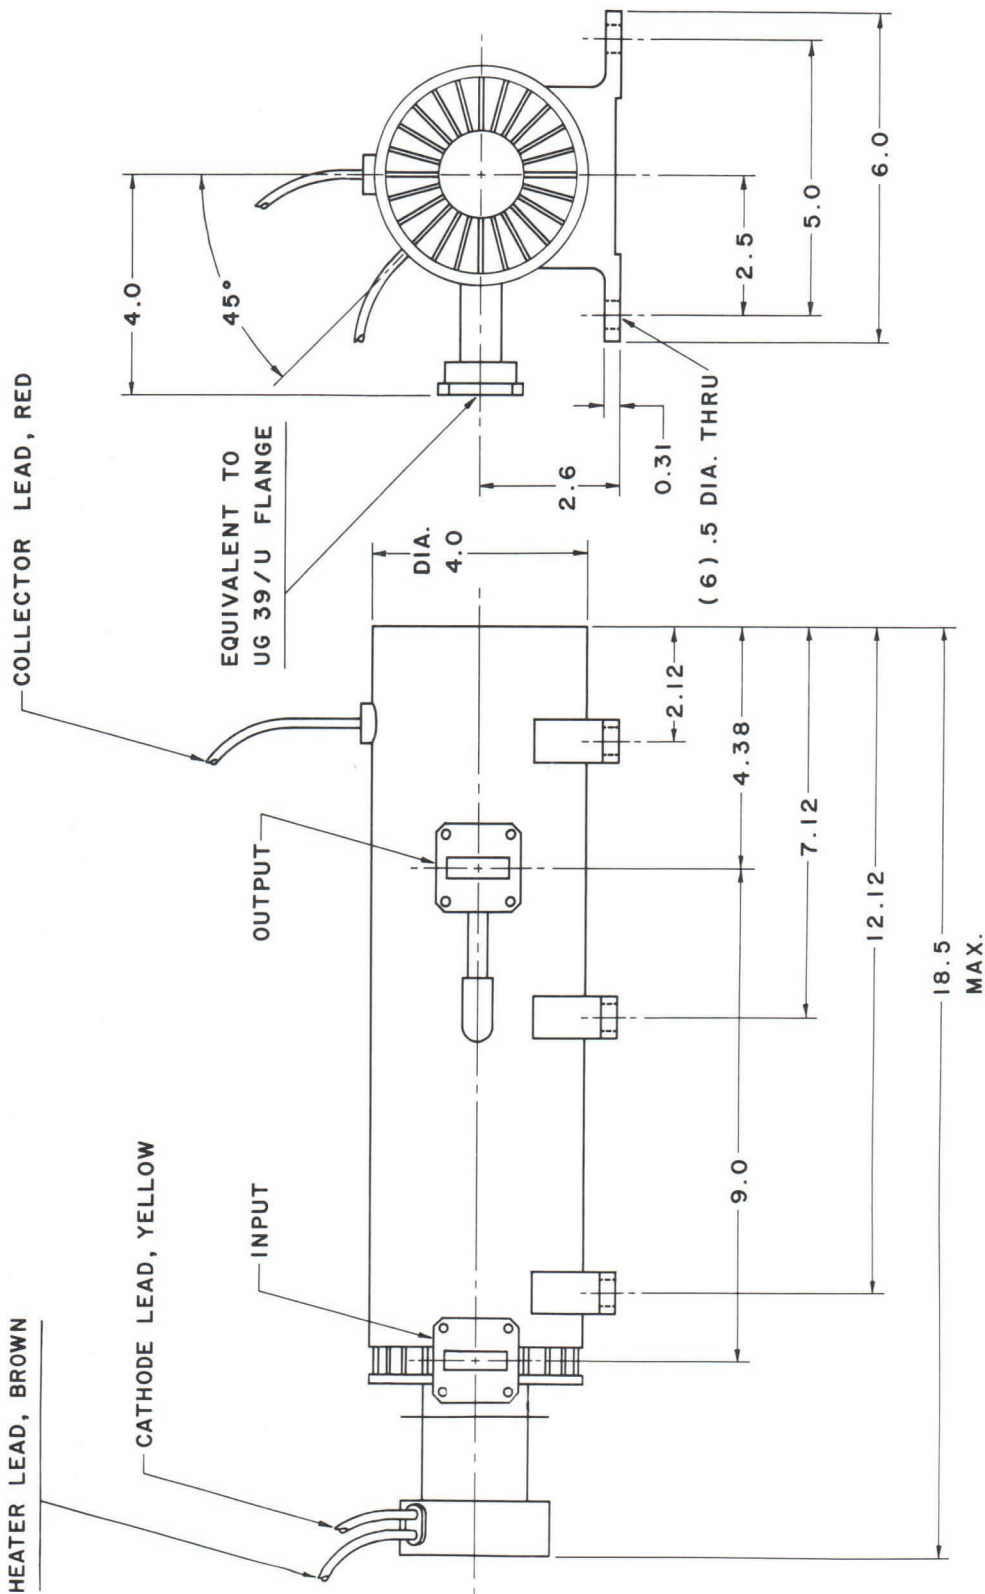 HEATER LEAD, BROWN
CATHODE LEAD, YELLOW
INPUT
OUTPUT
COLLECTOR LEAD, RED
EQUIVALENT TO
UG 39/U FLANGE
DIA.
4.0
2.12
4.38
7.12
9.0
12.12
18.5
MAX.
4.0
45°
2.6
0.31
(6) .5 DIA. THRU
2.5
5.0
6.0